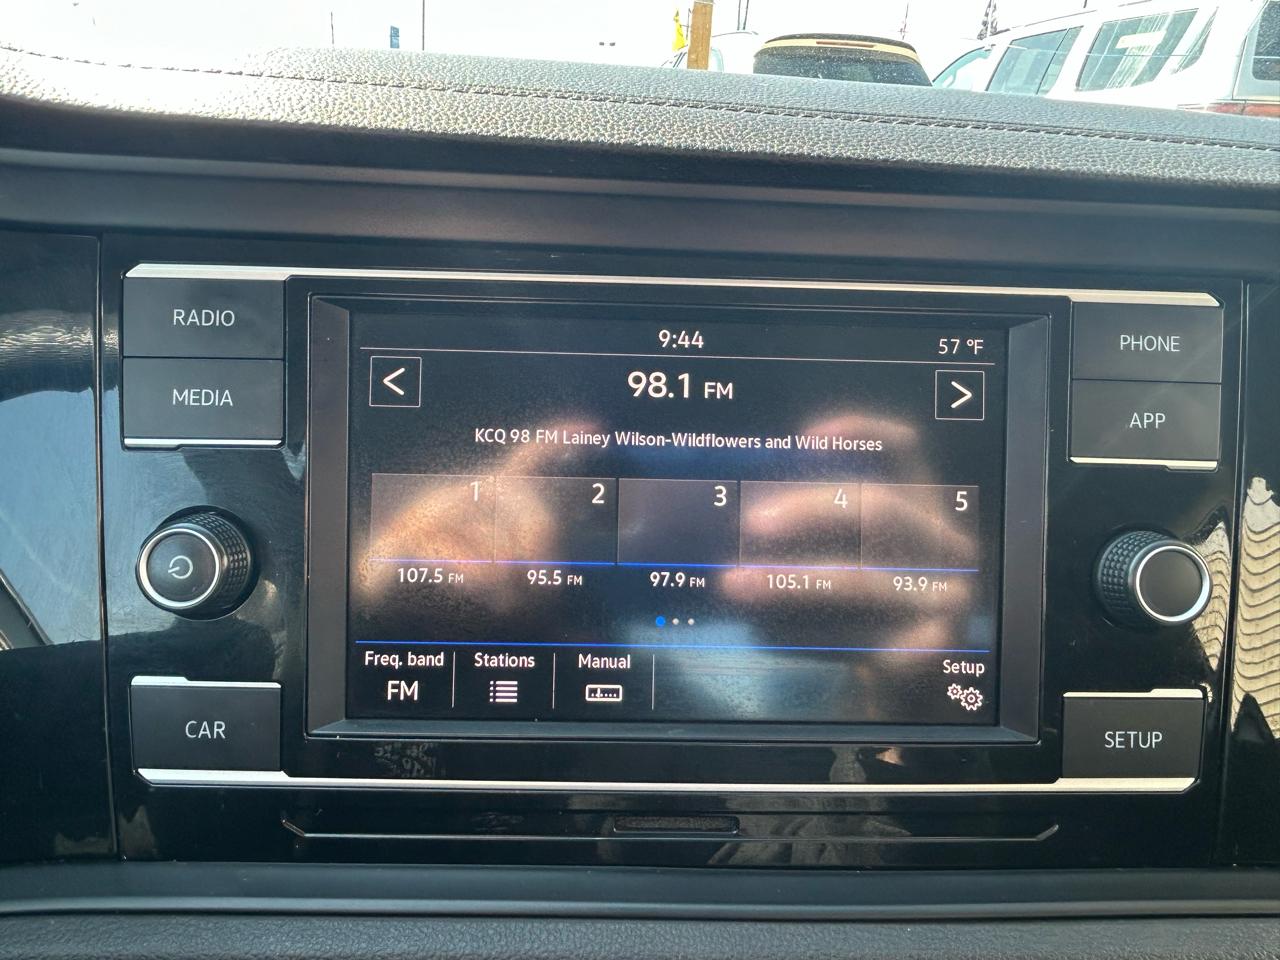 RADIO
MEDIA
PHONE
APP
9:44
57 °F
<
98.1 FM
>
KCQ 98 FM Lainey Wilson-Wildflowers and Wild Horses
1
2
3
4
5
107.5 FM
95.5 FM
97.9 FM
105.1 FM
93.9 FM
Freq. band
FM
Stations
Manual
Setup
CAR
SETUP